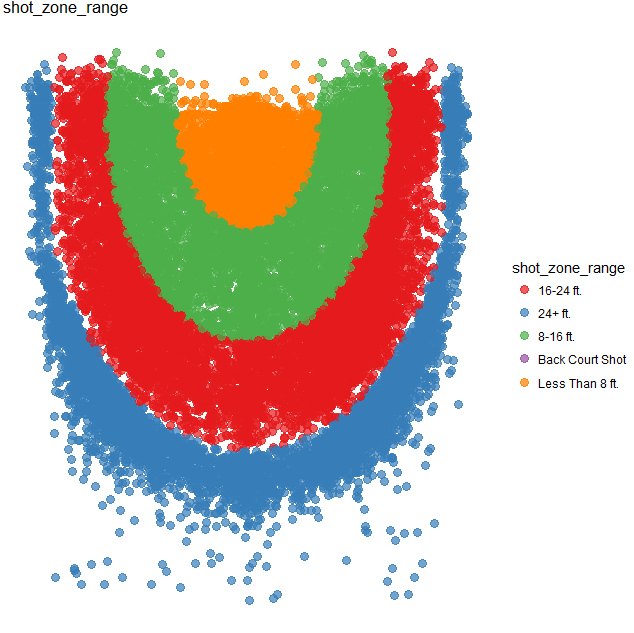 shot_zone_range
shot_zone_range
16-24 ft.
24+ ft.
8-16 ft.
Back Court Shot
Less Than 8 ft.